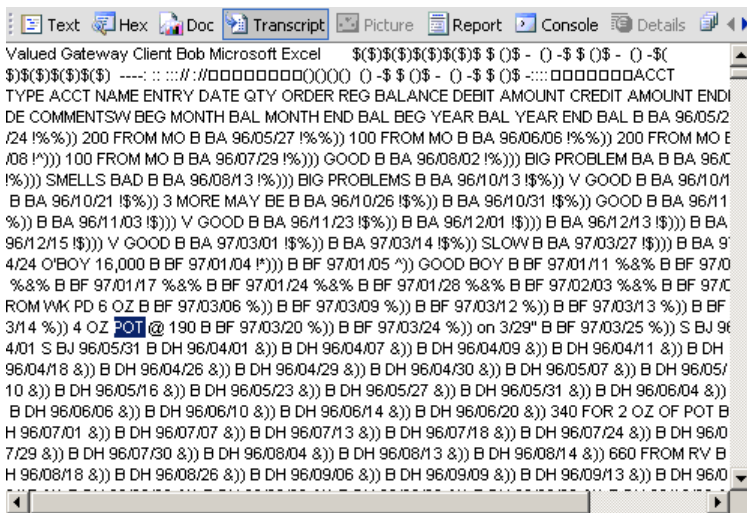 Text Hex Doc Transcript Picture Report Console Details
Valued Gateway Client Bob Microsoft Excel $($)$($)$($)$($)$ $ ()$ - () -$ $ ()$ - () -$(
$)$($)$($)$($) ----: :: :::// ://□□□□□□□□()()()() () -$ $ ()$ - () -$ $ ()$ -:::: □□□□□□□ACCT
TYPE ACCT NAME ENTRY DATE QTY ORDER REG BALANCE DEBIT AMOUNT CREDIT AMOUNT ENDI
DE COMMENTSW BEG MONTH BAL MONTH END BAL BEG YEAR BAL YEAR END BAL B BA 96/05/2
/24 !%%)) 200 FROM MO B BA 96/05/27 !%%)) 100 FROM MO B BA 96/06/06 !%%)) 200 FROM MO B
/08 !^))) 100 FROM MO B BA 96/07/29 !%))) GOOD B BA 96/08/02 !%))) BIG PROBLEM BA B BA 96/0
!%))) SMELLS BAD B BA 96/08/13 !%))) BIG PROBLEMS B BA 96/10/13 !$%)) V GOOD B BA 96/10/1
B BA 96/10/21 !$%)) 3 MORE MAY BE B BA 96/10/26 !$%)) B BA 96/10/31 !$%)) GOOD B BA 96/11
%)) B BA 96/11/03 !$))) V GOOD B BA 96/11/23 !$%)) B BA 96/12/01 !$))) B BA 96/12/13 !$))) B BA
96/12/15 !$))) V GOOD B BA 97/03/01 !$%)) B BA 97/03/14 !$%)) SLOW B BA 97/03/27 !$))) B BA 9
4/24 O'BOY 16,000 B BF 97/01/04 !*))) B BF 97/01/05 ^)) GOOD BOY B BF 97/01/11 %&% B BF 97/0
%&% B BF 97/01/17 %&% B BF 97/01/24 %&% B BF 97/01/28 %&% B BF 97/02/03 %&% B BF 97/0
ROM WK PD 6 OZ B BF 97/03/06 %)) B BF 97/03/09 %)) B BF 97/03/12 %)) B BF 97/03/13 %)) B BF
3/14 %)) 4 OZ POT @ 190 B BF 97/03/20 %)) B BF 97/03/24 %)) on 3/29" B BF 97/03/25 %)) S BJ 96
4/01 S BJ 96/05/31 B DH 96/04/01 &)) B DH 96/04/07 &)) B DH 96/04/09 &)) B DH 96/04/11 &)) B DH
96/04/18 &)) B DH 96/04/26 &)) B DH 96/04/29 &)) B DH 96/04/30 &)) B DH 96/05/07 &)) B DH 96/05/
10 &)) B DH 96/05/16 &)) B DH 96/05/23 &)) B DH 96/05/27 &)) B DH 96/05/31 &)) B DH 96/06/04 &))
B DH 96/06/06 &)) B DH 96/06/10 &)) B DH 96/06/14 &)) B DH 96/06/20 &)) 340 FOR 2 OZ OF POT B
H 96/07/01 &)) B DH 96/07/07 &)) B DH 96/07/13 &)) B DH 96/07/18 &)) B DH 96/07/24 &)) B DH 96/0
7/29 &)) B DH 96/07/30 &)) B DH 96/08/04 &)) B DH 96/08/13 &)) B DH 96/08/14 &)) 660 FROM RV B
H 96/08/18 &)) B DH 96/08/26 &)) B DH 96/09/06 &)) B DH 96/09/09 &)) B DH 96/09/13 &)) B DH 96/0